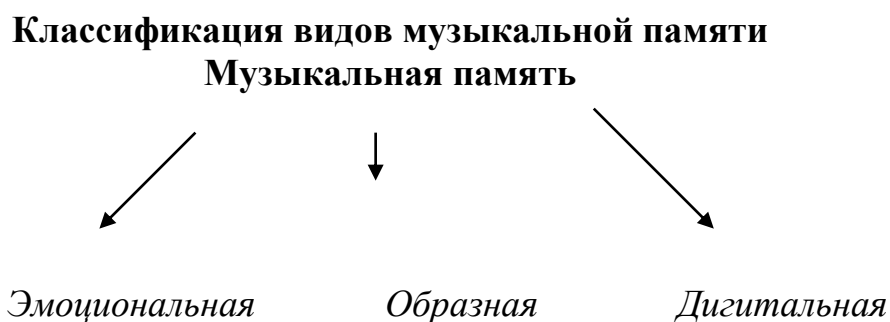 Классификация видов музыкальной памяти
Музыкальная память
Эмоциональная Образная Дигитальная